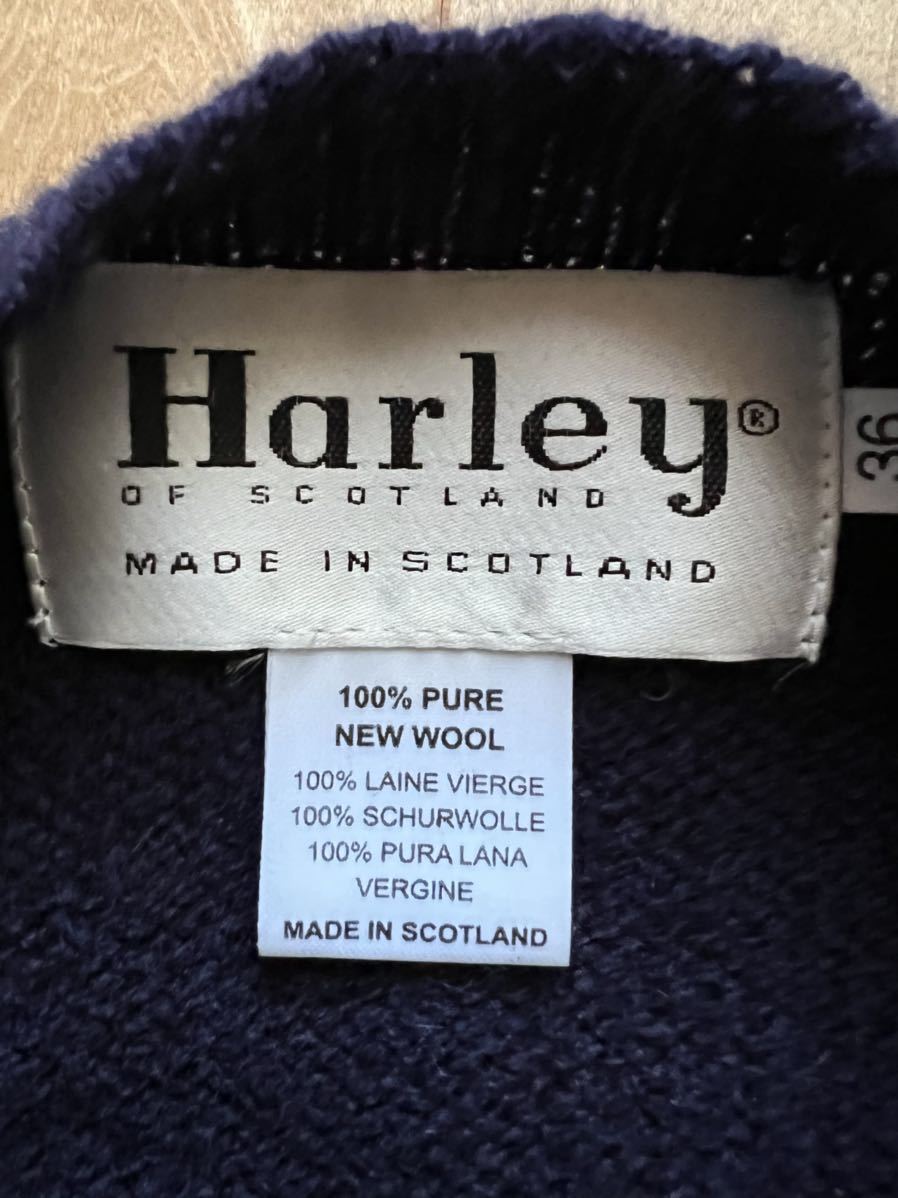 Harley®
OF SCOTLAND
MADE IN SCOTLAND
36
100% PURE
NEW WOOL
100% LAINE VIERGE
100% SCHURWOLLE
100% PURA LANA
VERGINE
MADE IN SCOTLAND